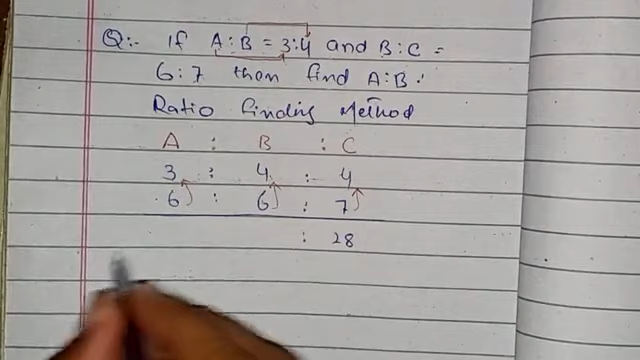 Q:- If A:B = 3:4 and B:C =
6:7 then find A:B:
Ratio Finding Method
A : B : C
3 : 4 : 4
6 : 6 : 7
: 28